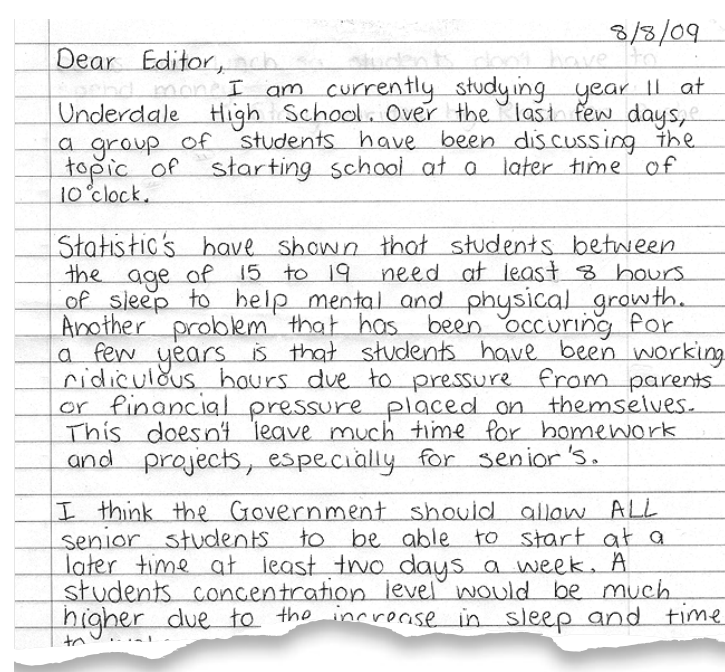 8/8/09
Dear Editor,
I am currently studying year 11 at
Underdale High School. Over the last few days,
a group of students have been discussing the
topic of starting school at a later time of
10 o'clock.
Statistic's have shown that students between
the age of 15 to 19 need at least 8 hours
of sleep to help mental and physical growth.
Another problem that has been occuring for
a few years is that students have been working
ridiculous hours due to pressure from parents
or financial pressure placed on themselves.
This doesn't leave much time for homework
and projects, especially for senior's.
I think the Government should allow ALL
senior students to be able to start at a
later time at least two days a week. A
students concentration level would be much
higher due to the increase in sleep and time